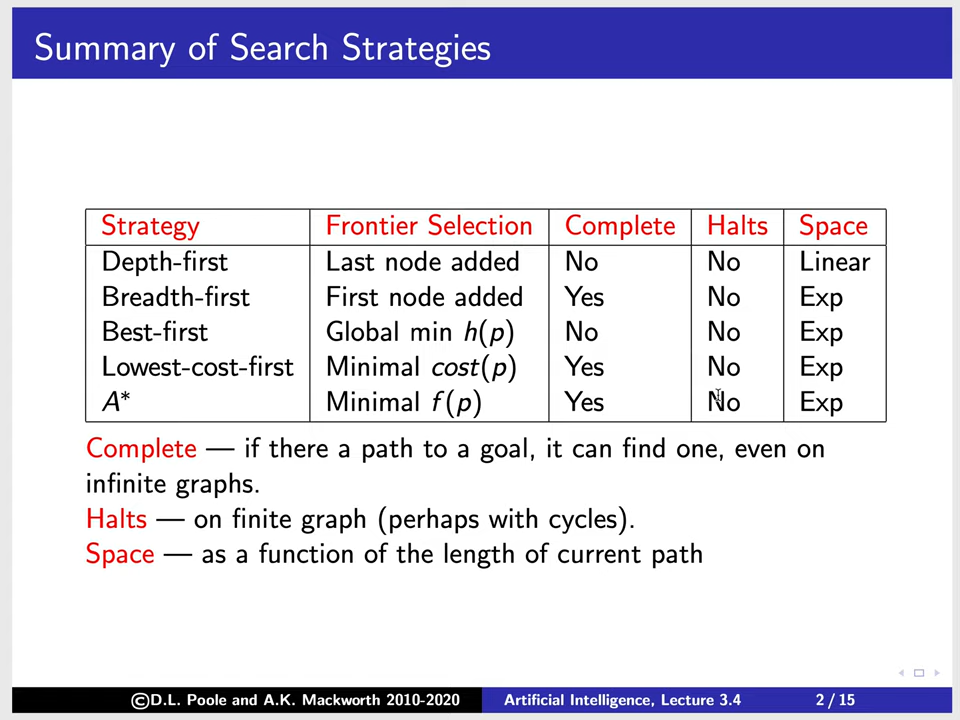 Summary of Search Strategies
Strategy Frontier Selection Complete Halts Space
Depth-first Last node added No No Linear
Breadth-first First node added Yes No Exp
Best-first Global min h(p) No No Exp
Lowest-cost-first Minimal cost(p) Yes No Exp
A* Minimal f(p) Yes No Exp
Complete — if there a path to a goal, it can find one, even on
infinite graphs.
Halts — on finite graph (perhaps with cycles).
Space — as a function of the length of current path
©D.L. Poole and A.K. Mackworth 2010-2020 Artificial Intelligence, Lecture 3.4 2 / 15